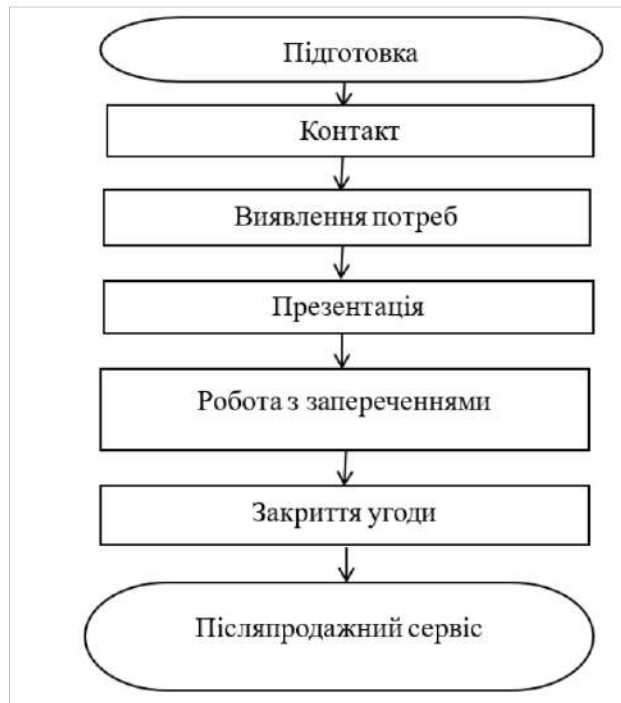 Підготовка
Контакт
Виявлення потреб
Презентація
Робота з запереченнями
Закриття угоди
Післяпродажний сервіс